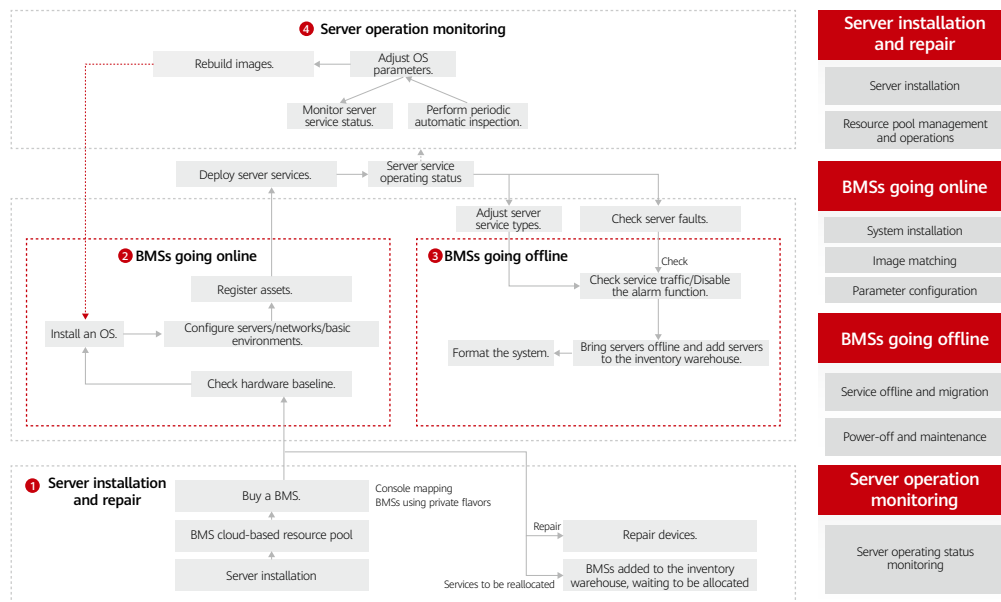 4 Server operation monitoring
Rebuild images.
Adjust OS
parameters.
Monitor server
service status.
Perform periodic
automatic inspection.
Deploy server services.
Server service
operating status
Adjust server
service types.
Check server faults.
2 BMSs going online
Register assets.
Install an OS.
Configure servers/networks/basic
environments.
Check hardware baseline.
3 BMSs going offline
Check
Check service traffic/Disable
the alarm function.
Format the system.
Bring servers offline and add servers
to the inventory warehouse.
1 Server installation
and repair
Buy a BMS.
Console mapping
BMSs using private flavors
BMS cloud-based resource pool
Server installation
Repair
Repair devices.
Services to be reallocated
BMSs added to the inventory
warehouse, waiting to be allocated
Server installation
and repair
Server installation
Resource pool management
and operations
BMSs going online
System installation
Image matching
Parameter configuration
BMSs going offline
Service offline and migration
Power-off and maintenance
Server operation
monitoring
Server operating status
monitoring